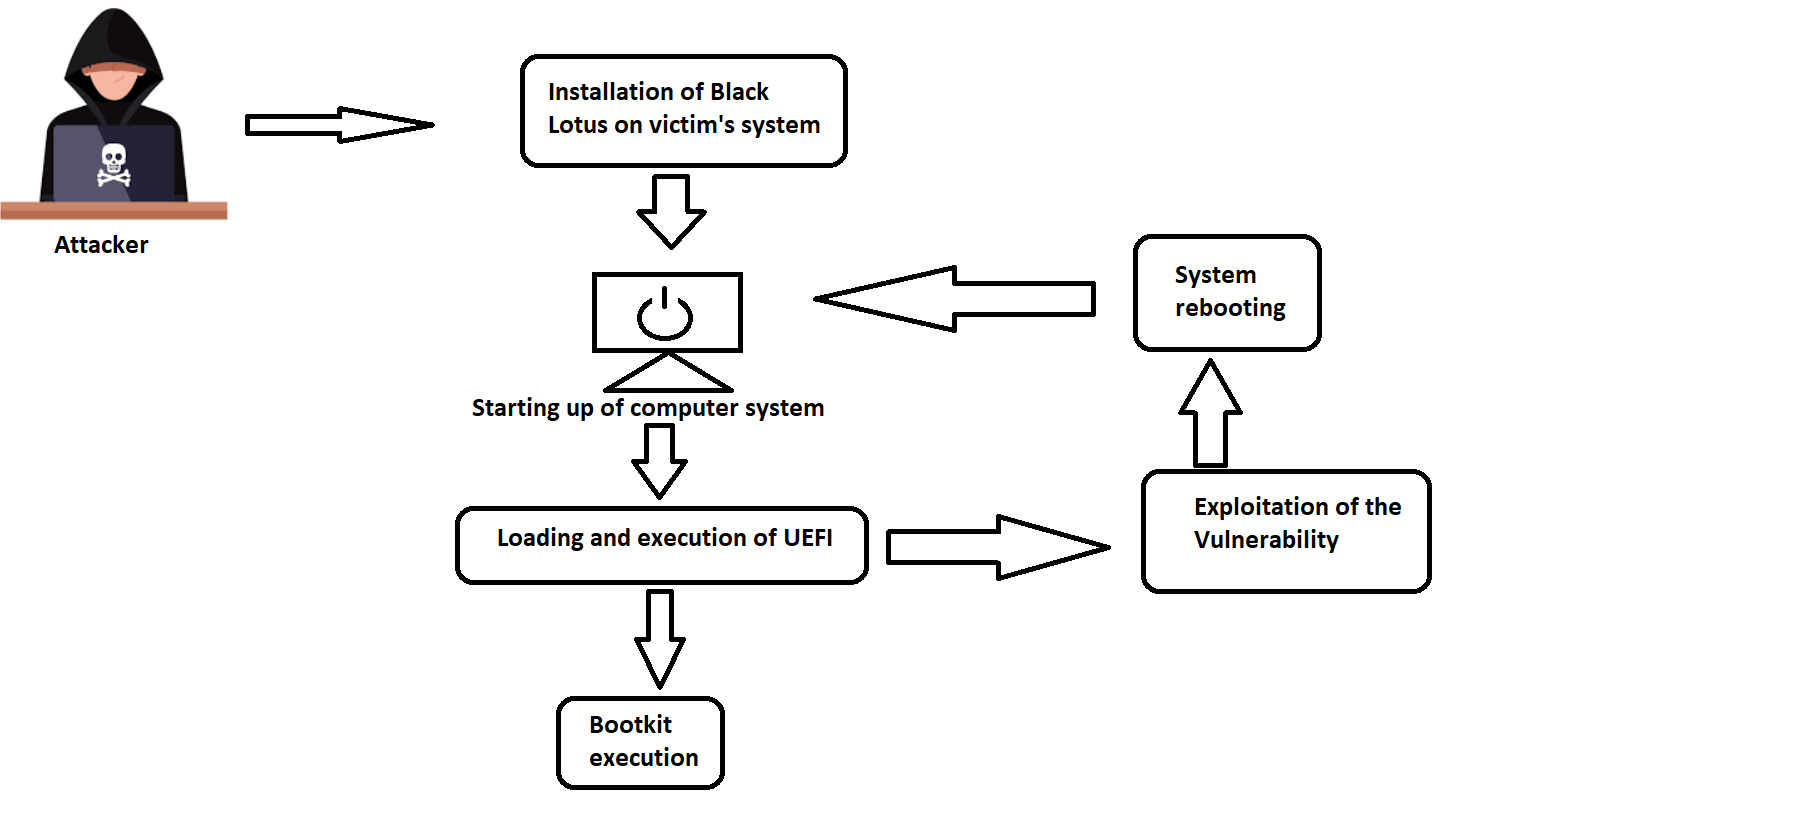 Installation of Black
Lotus on victim's system
Attacker
System
rebooting
Starting up of computer system
Exploitation of the
Vulnerability
Loading and execution of UEFI
Bootkit
execution